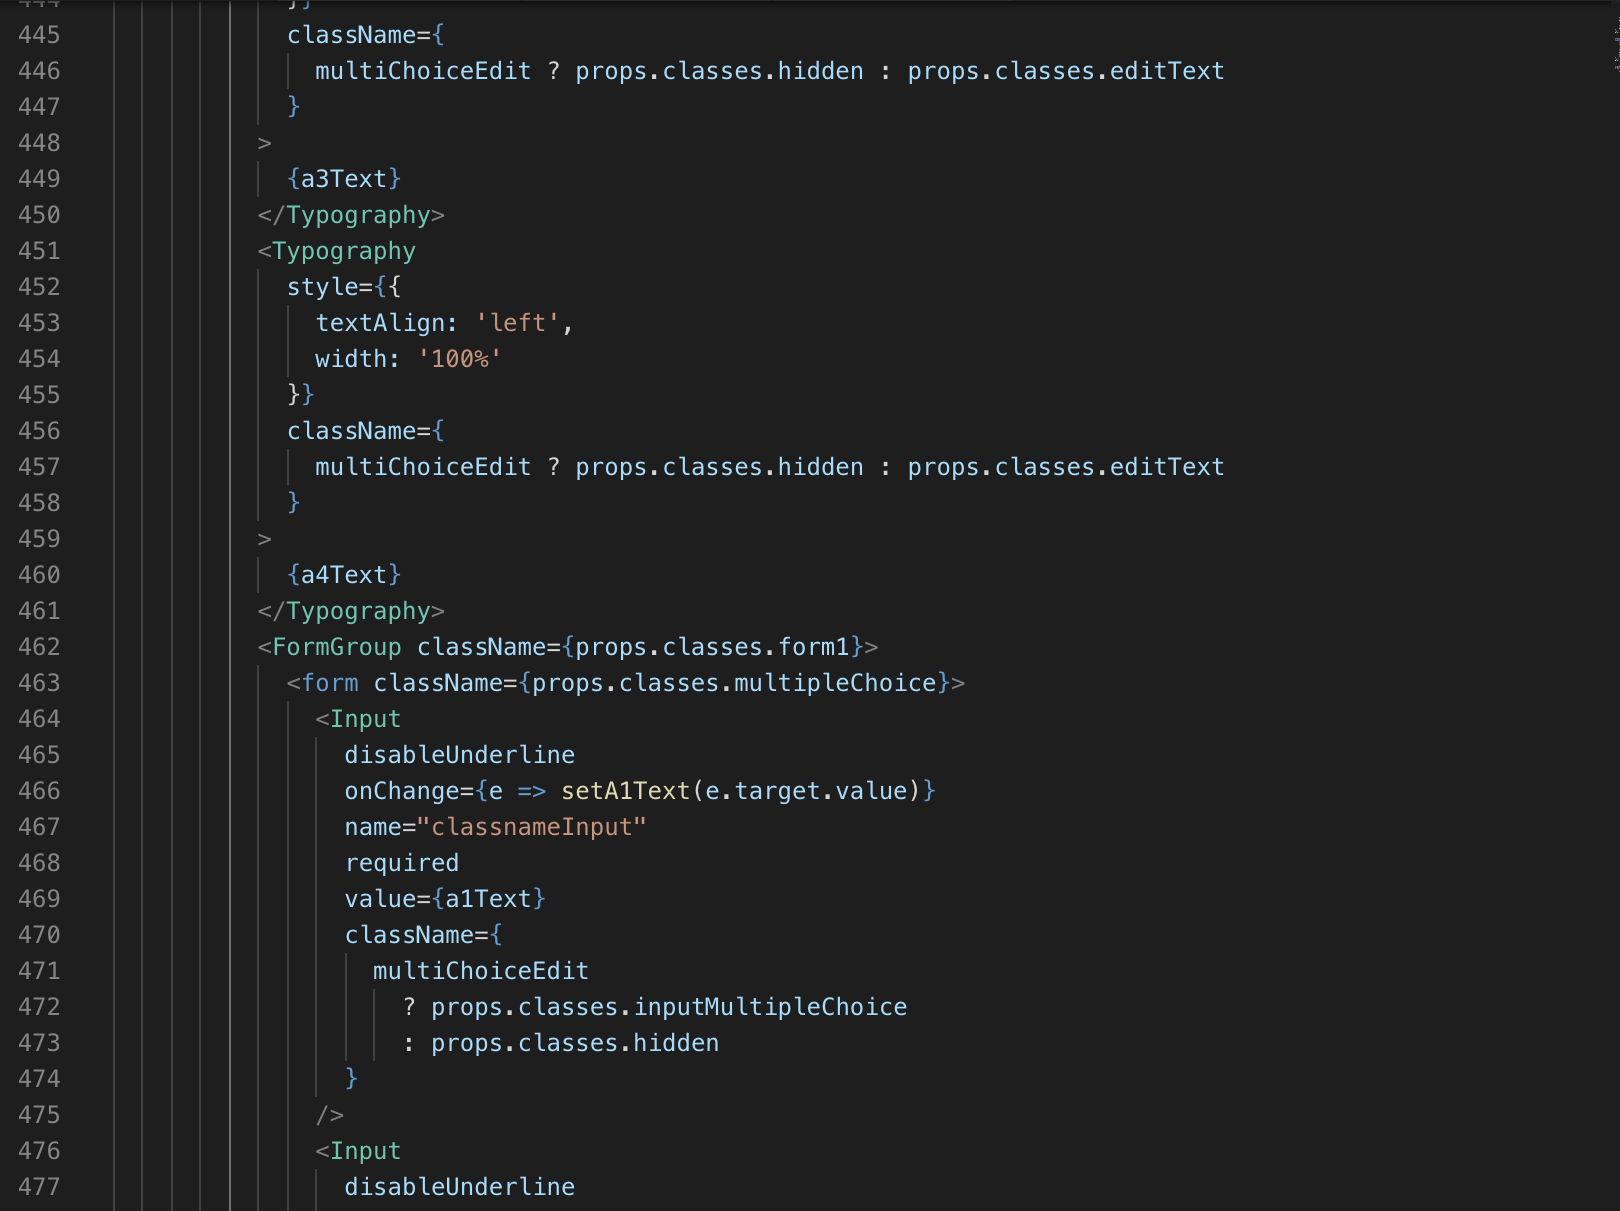 444 }}
445 className={
446 multiChoiceEdit ? props.classes.hidden : props.classes.editText
447 }
448 >
449 {a3Text}
450 </Typography>
451 <Typography
452 style={{
453 textAlign: 'left',
454 width: '100%'
455 }}
456 className={
457 multiChoiceEdit ? props.classes.hidden : props.classes.editText
458 }
459 >
460 {a4Text}
461 </Typography>
462 <FormGroup className={props.classes.form1}>
463 <form className={props.classes.multipleChoice}>
464 <Input
465 disableUnderline
466 onChange={e => setA1Text(e.target.value)}
467 name="classnameInput"
468 required
469 value={a1Text}
470 className={
471 multiChoiceEdit
472 ? props.classes.inputMultipleChoice
473 : props.classes.hidden
474 }
475 />
476 <Input
477 disableUnderline